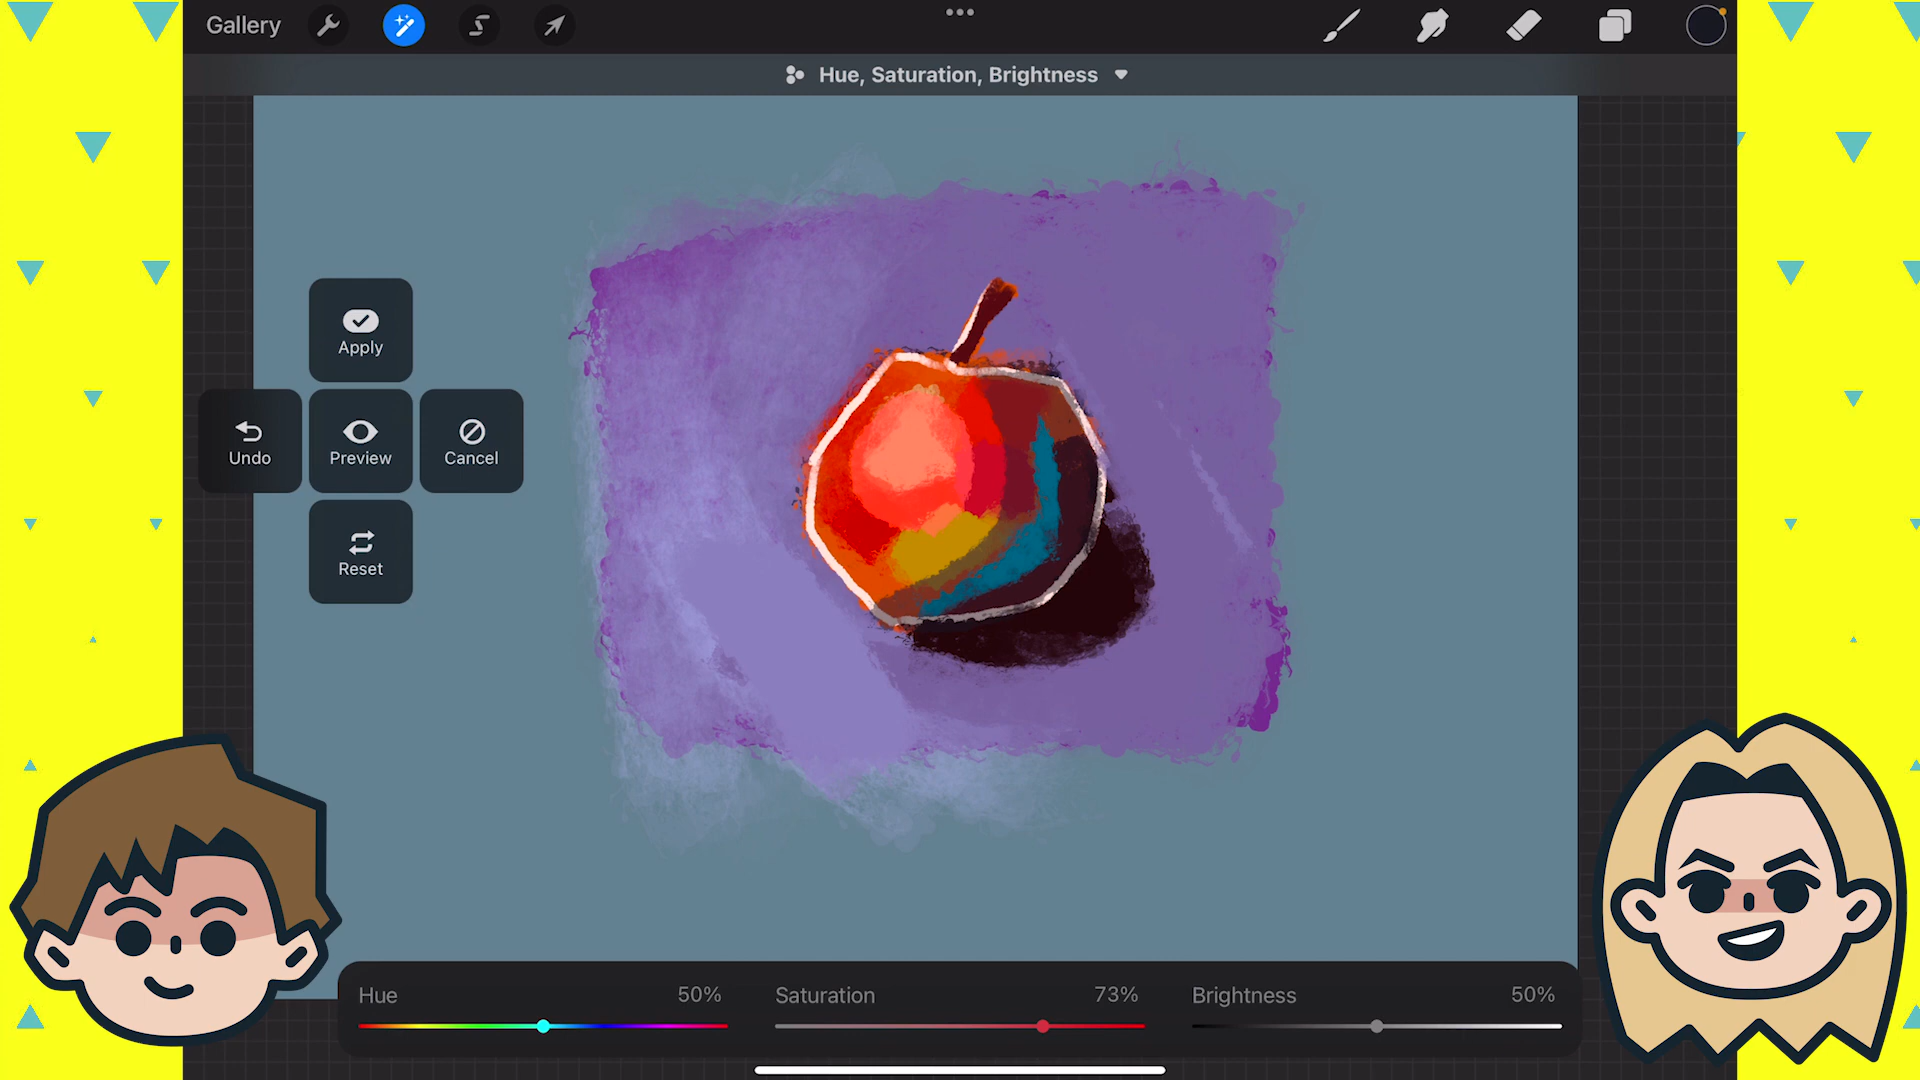 Gallery
Hue, Saturation, Brightness
Apply
Undo
Preview
Cancel
Reset
Hue 50%
Saturation 73%
Brightness 50%